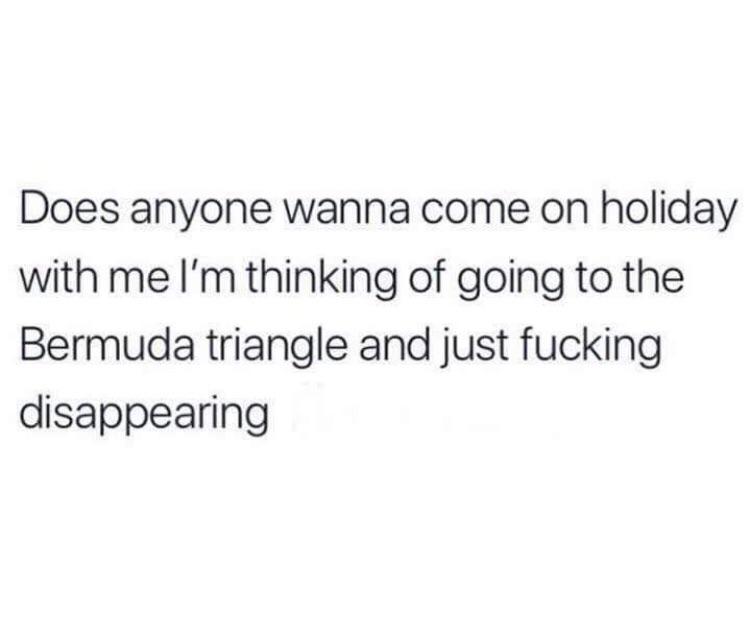 Does anyone wanna come on holiday
with me I'm thinking of going to the
Bermuda triangle and just fucking
disappearing